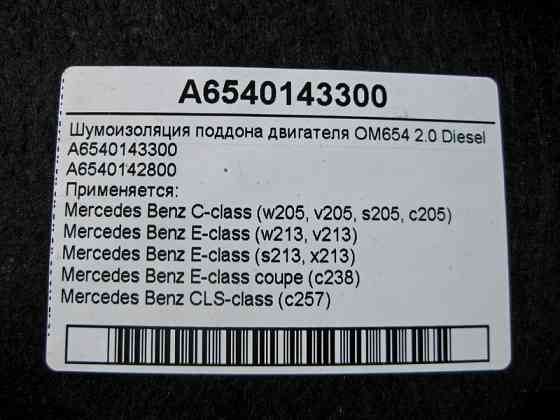 A6540143300
Шумоизоляция поддона двигателя OM654 2.0 Diesel
A6540143300
A6540142800
Применяется:
Mercedes Benz C-class (w205, v205, s205, c205)
Mercedes Benz E-class (w213, v213)
Mercedes Benz E-class (s213, x213)
Mercedes Benz E-class coupe (c238)
Mercedes Benz CLS-class (c257)